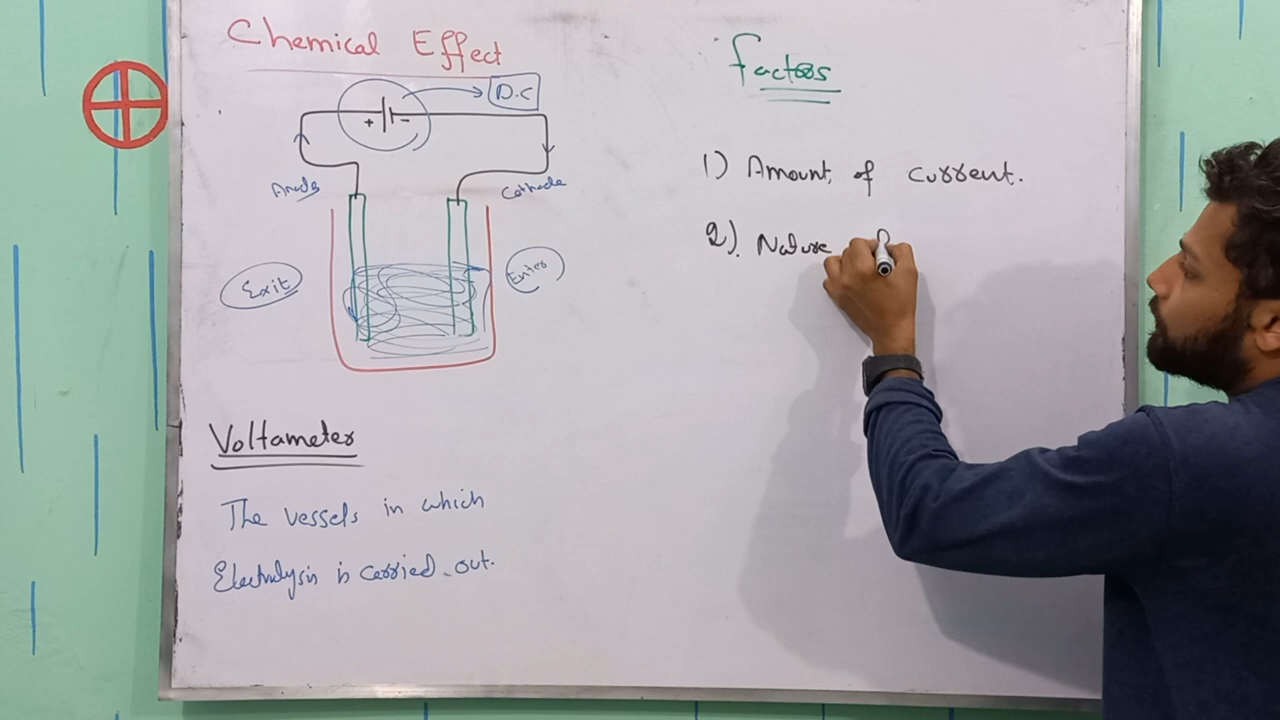 Chemical Effect
D.C
+ -
Anode
Cathode
Exit
Enter
Voltameter
The vessels in which
Electrolysis is carried out.
Factors
1) Amount of current.
2). Nature